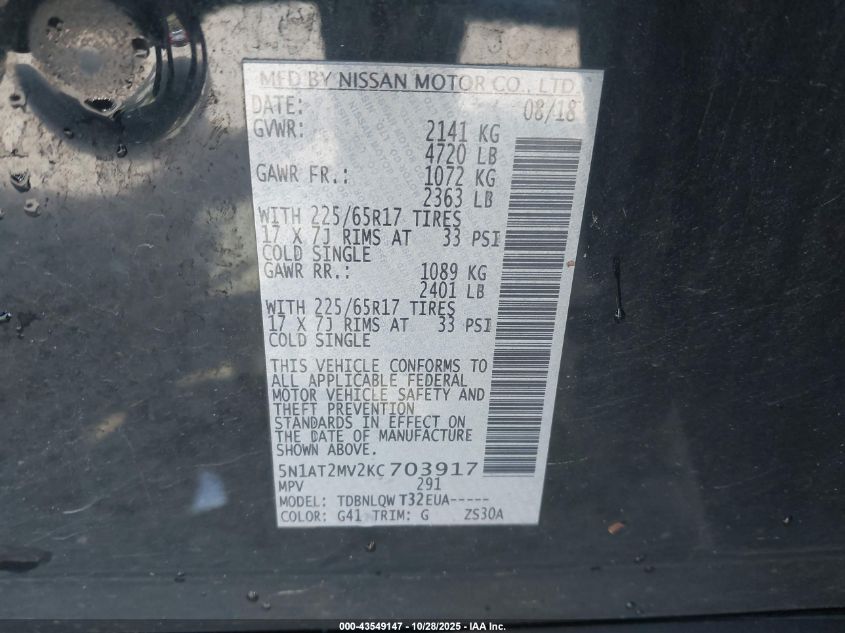 MFD BY NISSAN MOTOR CO., LTD.
DATE: 08/18
GVWR: 2141 KG
4720 LB
GAWR FR.: 1072 KG
2363 LB
WITH 225/65R17 TIRES
17 X 7J RIMS AT 33 PSI
COLD SINGLE
GAWR RR.: 1089 KG
2401 LB
WITH 225/65R17 TIRES
17 X 7J RIMS AT 33 PSI
COLD SINGLE
THIS VEHICLE CONFORMS TO
ALL APPLICABLE FEDERAL
MOTOR VEHICLE SAFETY AND
THEFT PREVENTION
STANDARDS IN EFFECT ON
THE DATE OF MANUFACTURE
SHOWN ABOVE.
5N1AT2MV2KC703917
MPV 291
MODEL: TDBNLQW T32EUA-----
COLOR: G41 TRIM: G ZS30A
000-43549147 - 10/28/2025 - IAA Inc.